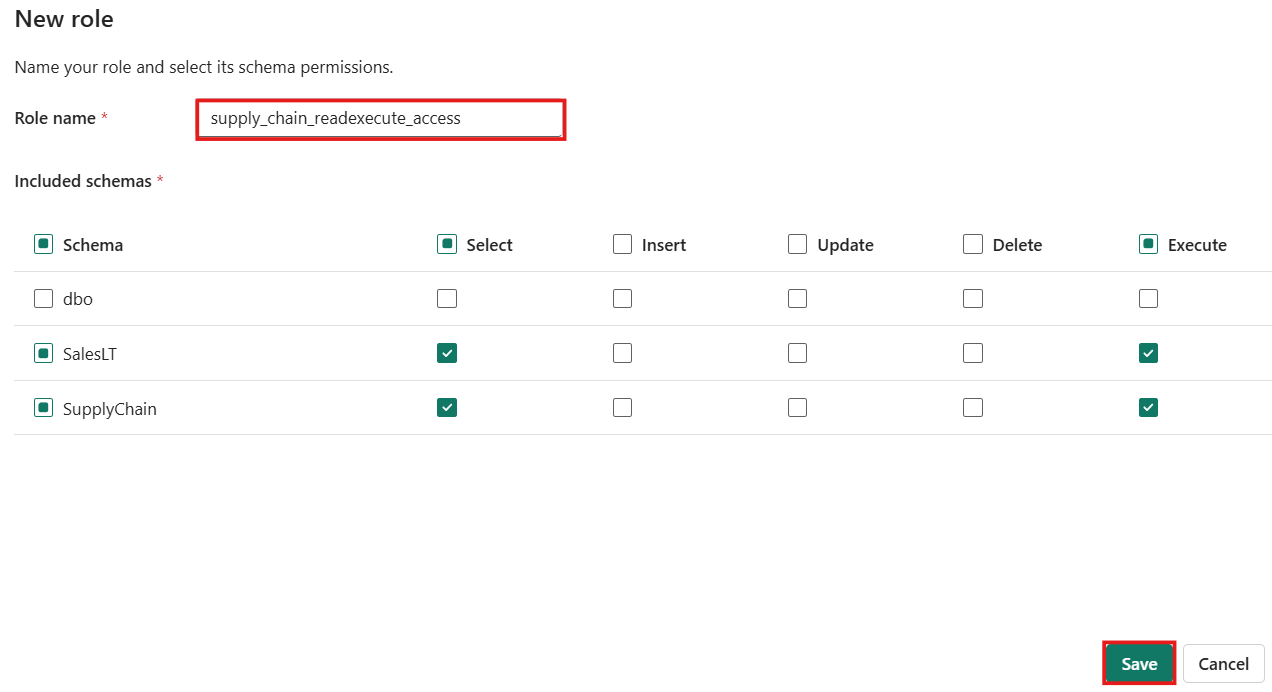 New role
Name your role and select its schema permissions.
Role name * supply_chain_readexecute_access
Included schemas *
Schema Select Insert Update Delete Execute
dbo
SalesLT
SupplyChain
Save Cancel